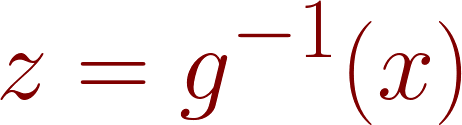 z = g⁻¹(x)